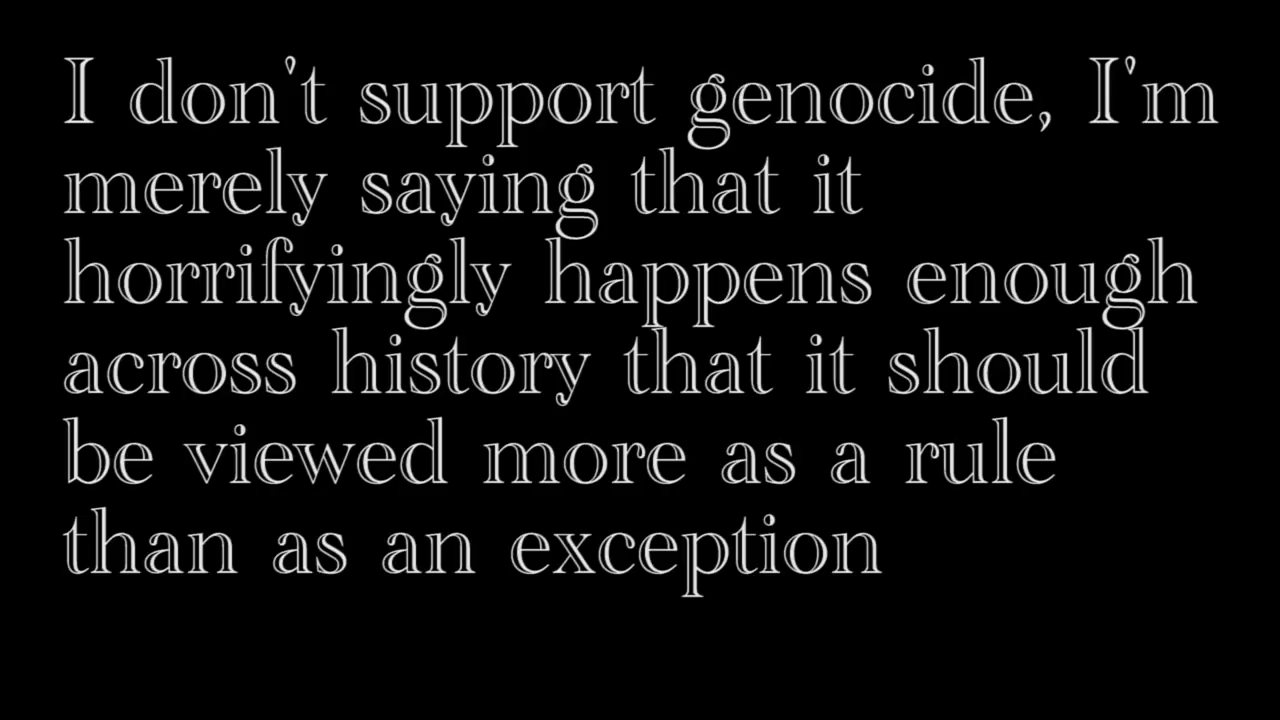 I don't support genocide, I'm
merely saying that it
horrifyingly happens enough
across history that it should
be viewed more as a rule
than as an exception